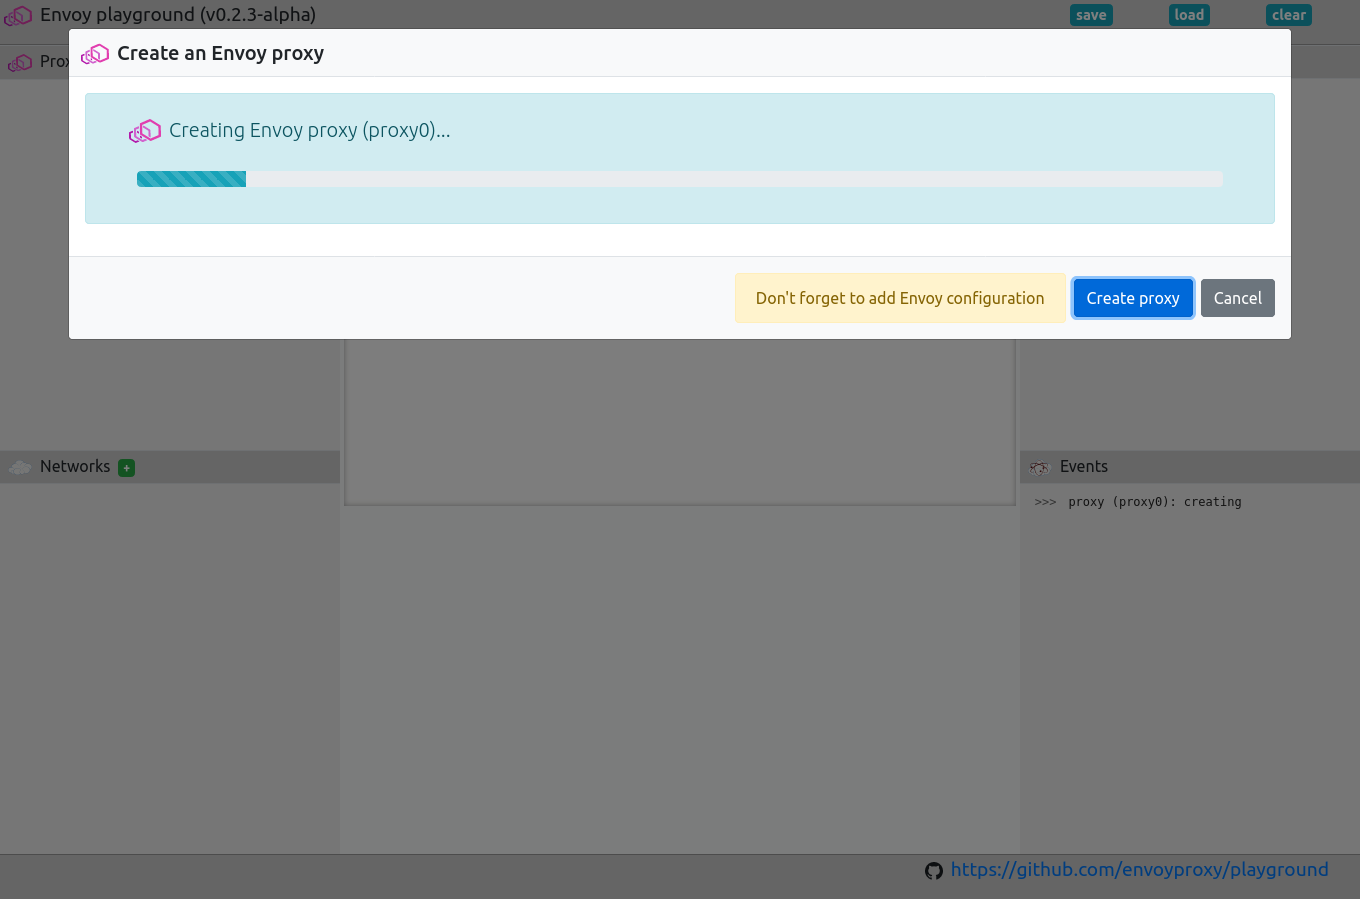 Envoy playground (v0.2.3-alpha)
save
load
clear
Create an Envoy proxy
Creating Envoy proxy (proxy0)...
Don't forget to add Envoy configuration
Create proxy
Cancel
Networks
+
Events
>>> proxy (proxy0): creating
https://github.com/envoyproxy/playground